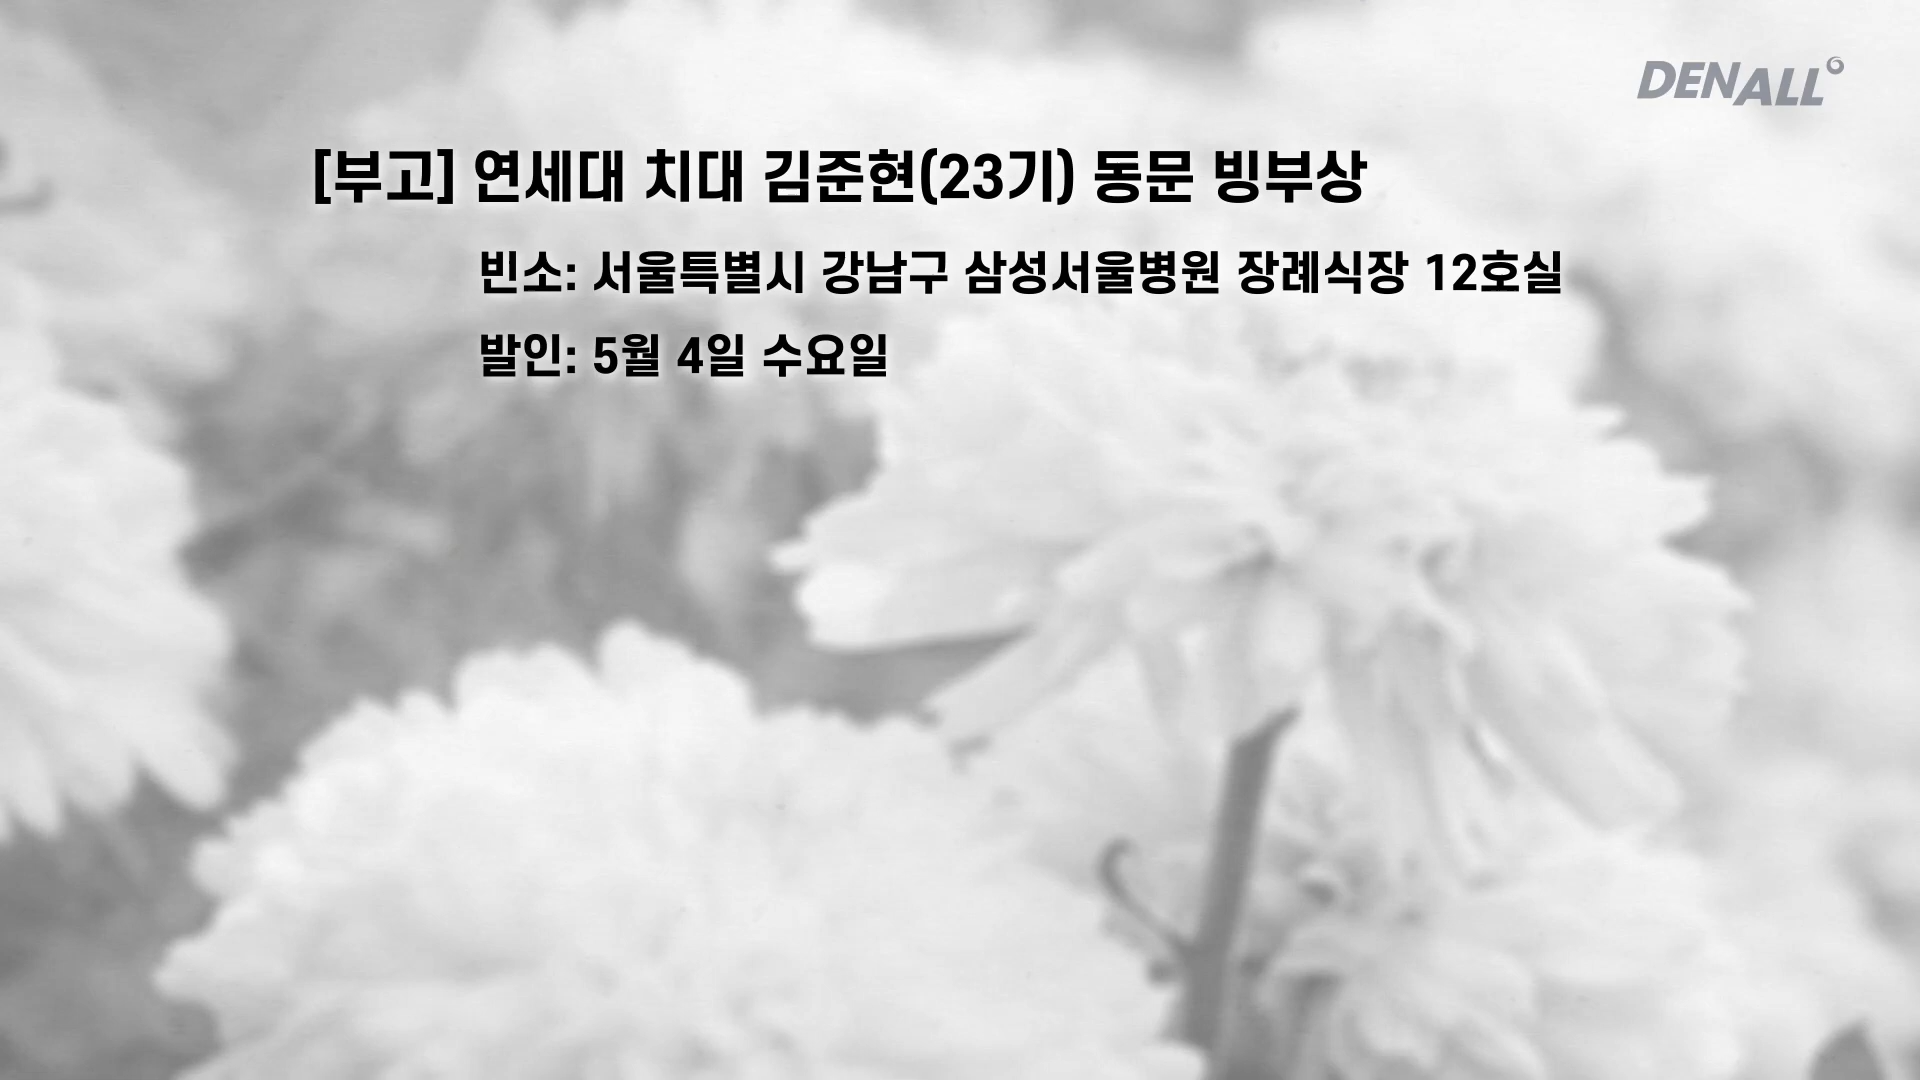 DENALL
[부고] 연세대 치대 김준현(23기) 동문 빙부상
빈소: 서울특별시 강남구 삼성서울병원 장례식장 12호실
발인: 5월 4일 수요일